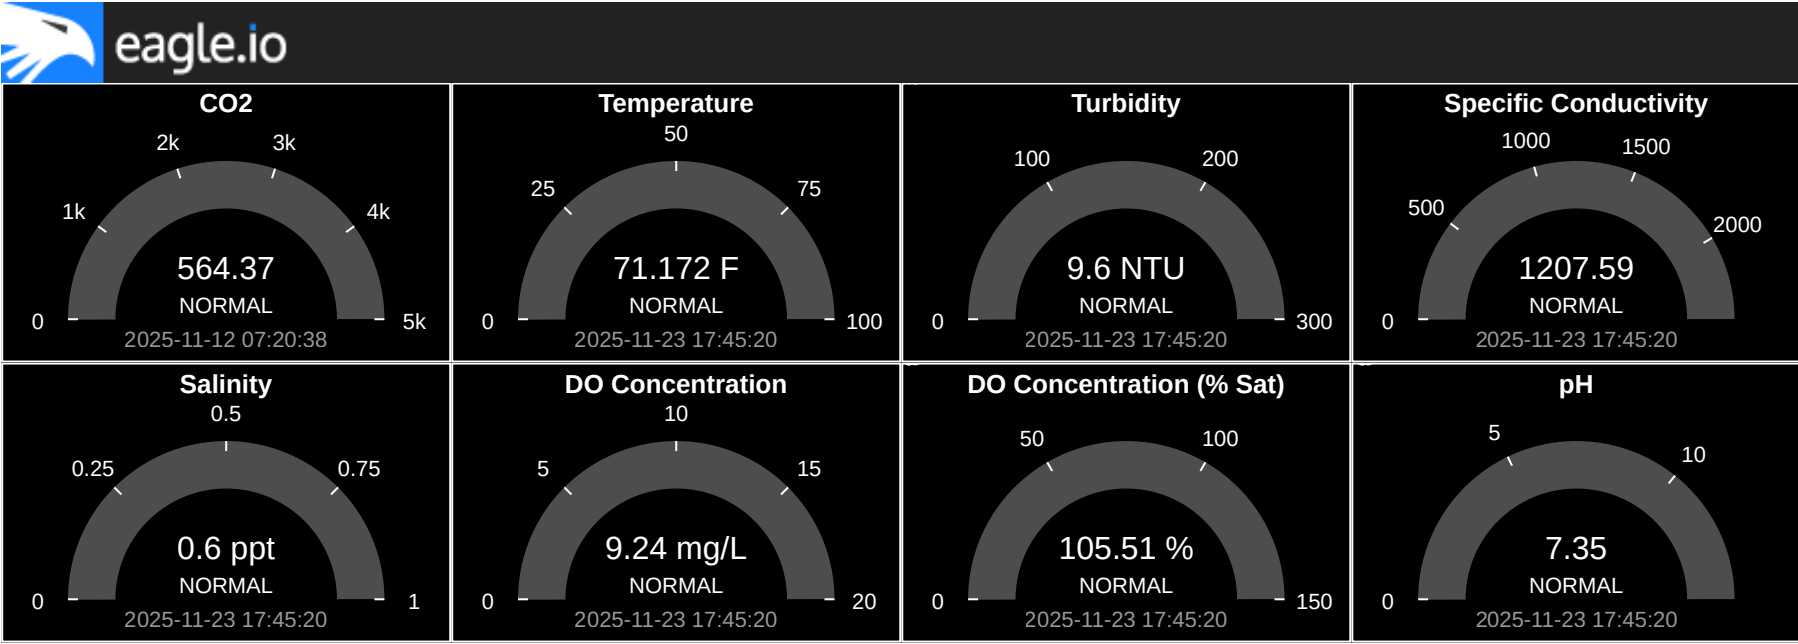 eagle.io
CO2
2k
3k
1k
4k
564.37
NORMAL
0
5k
2025-11-12 07:20:38
Temperature
50
25
75
71.172 F
NORMAL
0
100
2025-11-23 17:45:20
Turbidity
100
200
9.6 NTU
NORMAL
0
300
2025-11-23 17:45:20
Specific Conductivity
1000
1500
500
2000
1207.59
NORMAL
0
2025-11-23 17:45:20
Salinity
0.5
0.25
0.75
0.6 ppt
NORMAL
0
1
2025-11-23 17:45:20
DO Concentration
10
5
15
9.24 mg/L
NORMAL
0
20
2025-11-23 17:45:20
DO Concentration (% Sat)
50
100
105.51 %
NORMAL
0
150
2025-11-23 17:45:20
pH
5
10
7.35
NORMAL
0
2025-11-23 17:45:20